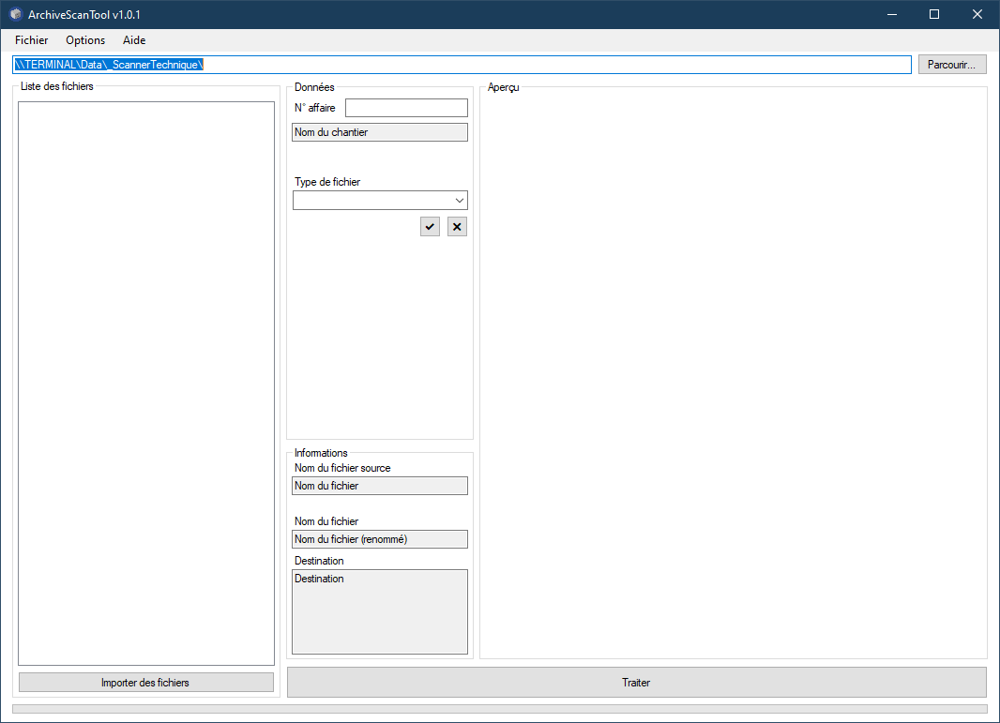 ArchiveScanTool v1.0.1
Fichier Options Aide
\\TERMINAL\Data\_ScannerTechnique\
Parcourir...
Liste des fichiers
Importer des fichiers
Données
N° affaire
Nom du chantier
Type de fichier
Informations
Nom du fichier source
Nom du fichier
Nom du fichier
Nom du fichier (renommé)
Destination
Destination
Aperçu
Traiter